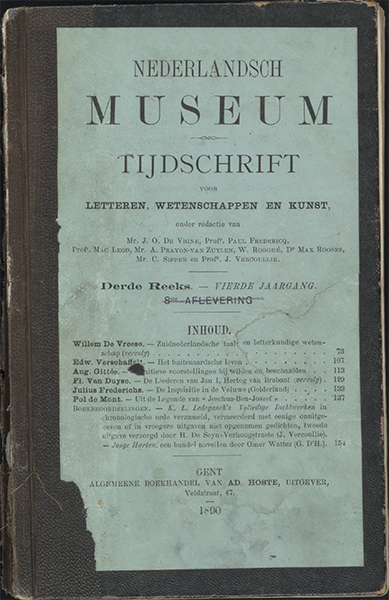 NEDERLANDSCH
MUSEUM
TIJDSCHRIFT
VOOR
LETTEREN, WETENSCHAPPEN EN KUNST,
onder redactie van
Mr. J. O. De Vigne, Profr. Paul Fredericq,
Profr. Mac Leod, Mr. A. Prayon-van Zuylen, W. Rogghé, Dr Max Rooses,
Mr. C. Siffer en Profr. J. Vercoullie.
Derde Reeks. — VIERDE JAARGANG.
8ste AFLEVERING
INHOUD.
Willem De Vreese. — Zuidnederlandsche taal- en letterkundige weten-
schap (vervolg) 73
Edw. Verschaffelt. — Het buitenaardsche leven 107
Aug. Gittée. — itieve voorstellingen bij wilden en beschaafden 113
Fl. Van Duyse. — De Liederen van Jan I, Hertog van Brabant (vervolg) 129
Julius Frederichs. — De Inquisitie in de Veluwe (Gelderland) 133
Pol de Mont. — Uit de Legende van « Jeschua-Ben-Jossef » 137
Boekbeoordeelingen. — K. L. Ledeganck's Volledige Dichtwerken in
chronologische orde verzameld, vermeerderd met eenige onuitge-
geven of in vroegere uitgaven niet opgenomen gedichten, tweede
uitgave verzorgd door H. De Seyn-Verhougstraete (J. Vercoullie).
— Jonge Harten, een bundel novellen door Omer Wattez (G. D'H.). 154
GENT
ALGEMEENE BOEKHANDEL VAN AD. HOSTE, UITGEVER,
Veldstraat, 47.
1890